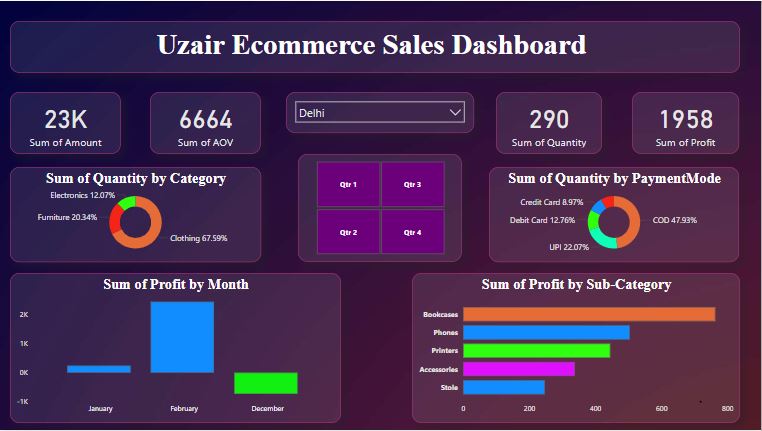 Uzair Ecommerce Sales Dashboard
23K
Sum of Amount
6664
Sum of AOV
Delhi
290
Sum of Quantity
1958
Sum of Profit
Sum of Quantity by Category
Electronics 12.07%
Furniture 20.34%
Clothing 67.59%
Qtr 1
Qtr 3
Qtr 2
Qtr 4
Sum of Quantity by PaymentMode
Credit Card 8.97%
Debit Card 12.76%
COD 47.93%
UPI 22.07%
Sum of Profit by Month
2K
1K
0K
-1K
January
February
December
Sum of Profit by Sub-Category
Bookcases
Phones
Printers
Accessories
Stole
0
200
400
600
800